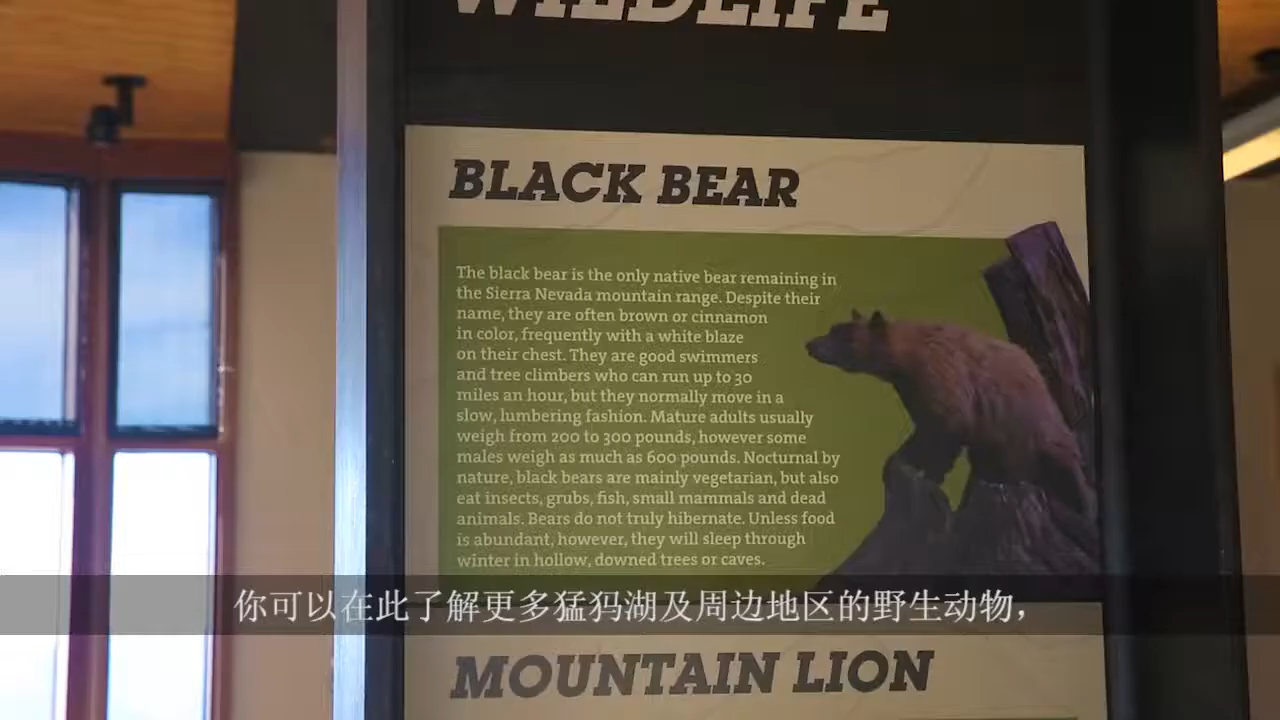 WILDLIFE
BLACK BEAR
The black bear is the only native bear remaining in
the Sierra Nevada mountain range. Despite their
name, they are often brown or cinnamon
in color, frequently with a white blaze
on their chest. They are good swimmers
and tree climbers who can run up to 30
miles an hour, but they normally move in a
slow, lumbering fashion. Mature adults usually
weigh from 200 to 300 pounds, however some
males weigh as much as 600 pounds. Nocturnal by
nature, black bears are mainly vegetarian, but also
eat insects, grubs, fish, small mammals and dead
animals. Bears do not truly hibernate. Unless food
is abundant, however, they will sleep through
winter in hollow, downed trees or caves.
你可以在此了解更多猛犸湖及周边地区的野生动物，
MOUNTAIN LION